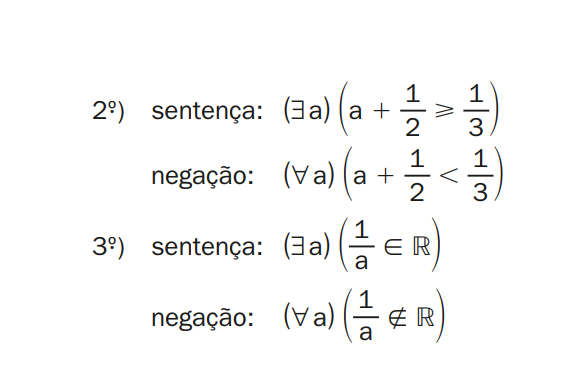 2º) sentença: (∃ a) (a + 1/2 ⩾ 1/3)
negação: (∀ a) (a + 1/2 < 1/3)
3º) sentença: (∃ a) (1/a ∈ ℝ)
negação: (∀ a) (1/a ∉ ℝ)